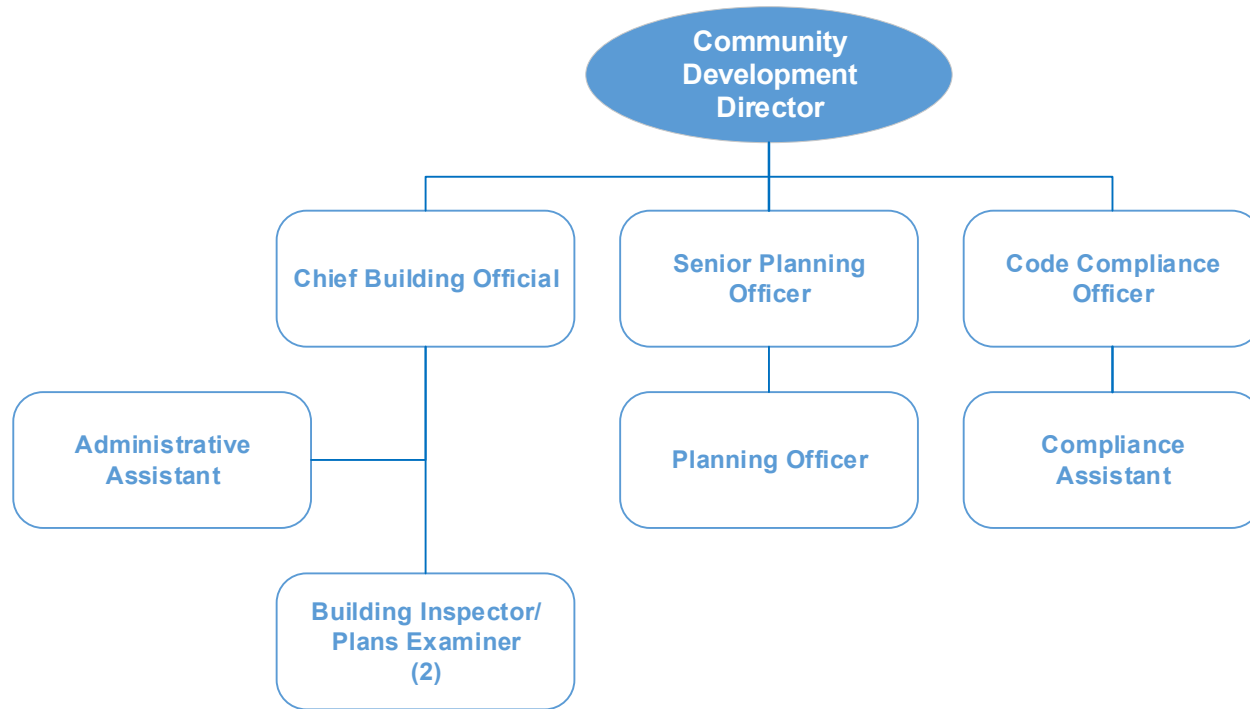 Community
Development
Director
Chief Building Official
Senior Planning
Officer
Code Compliance
Officer
Administrative
Assistant
Planning Officer
Compliance
Assistant
Building Inspector/
Plans Examiner
(2)